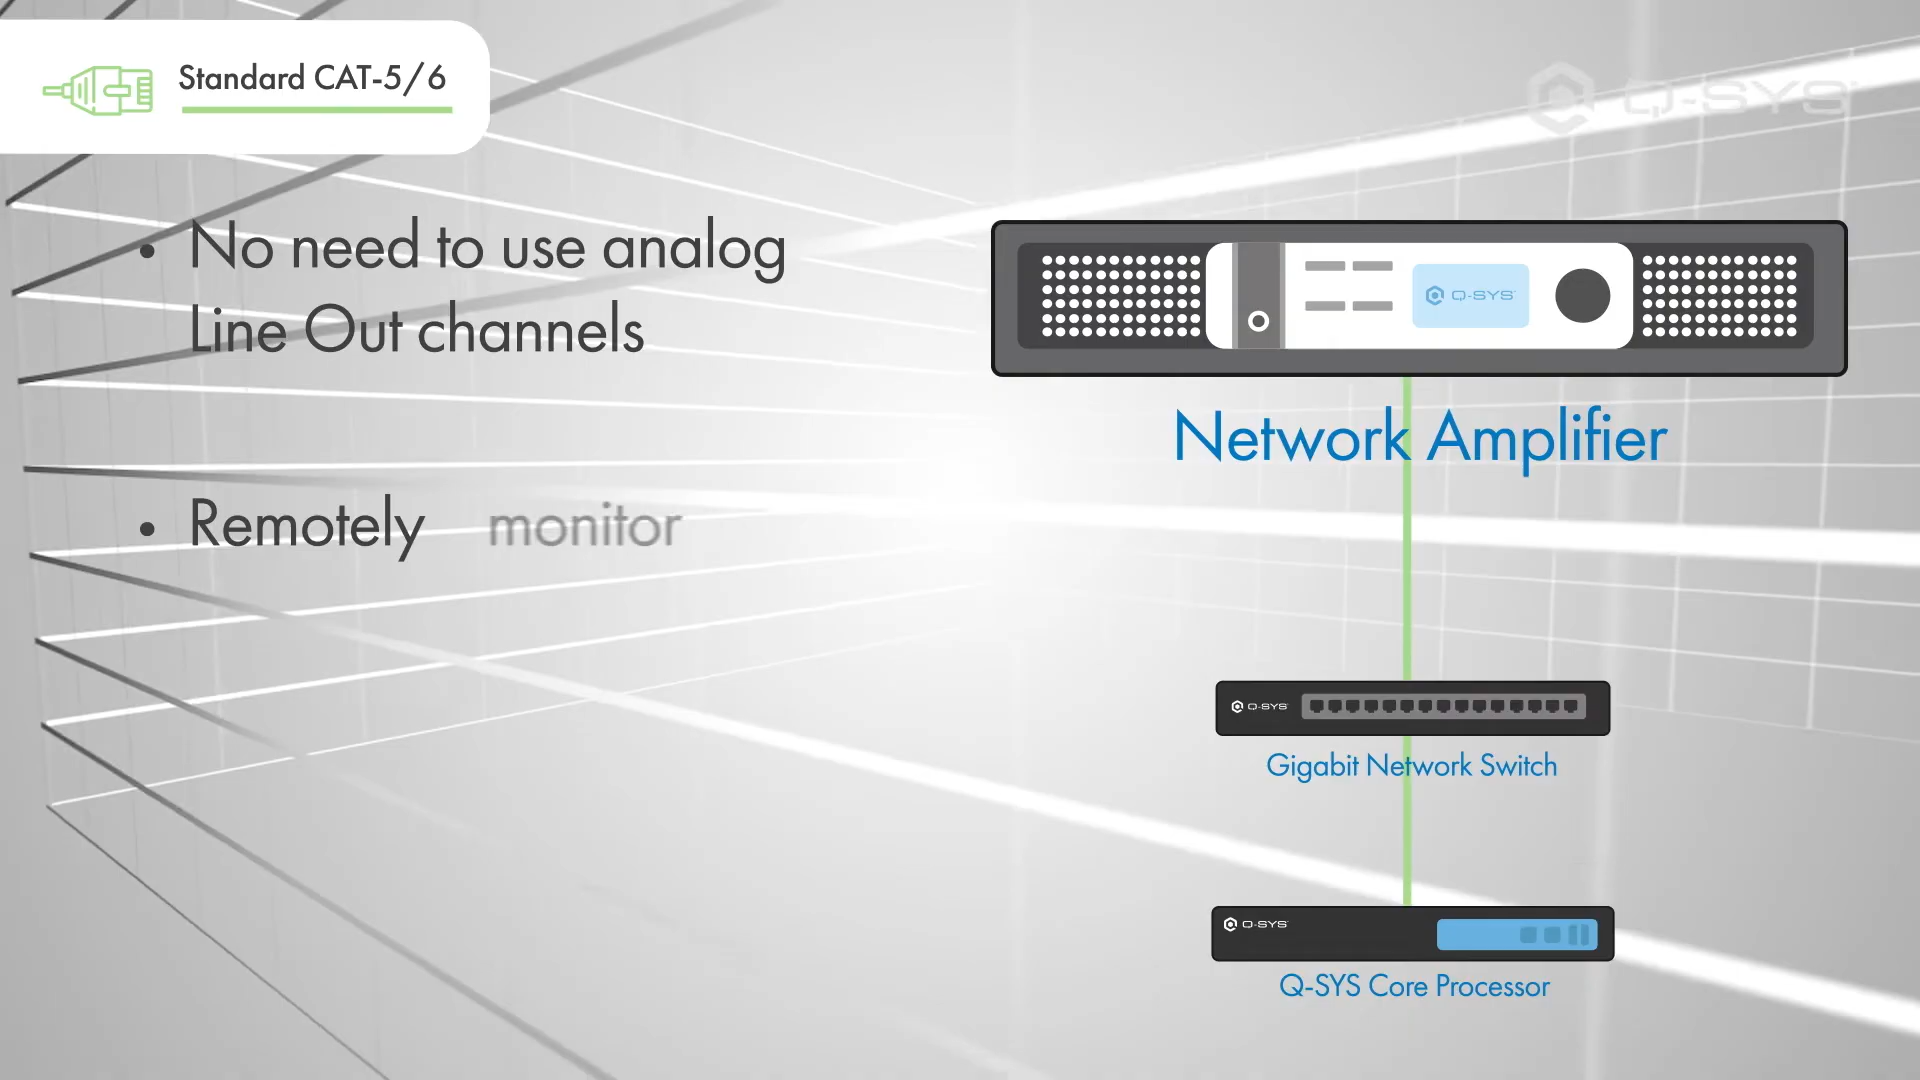 Standard CAT-5/6
Q-SYS
• No need to use analog
Line Out channels
Q-SYS
Network Amplifier
• Remotely monitor
Q-SYS
Gigabit Network Switch
Q-SYS
Q-SYS Core Processor